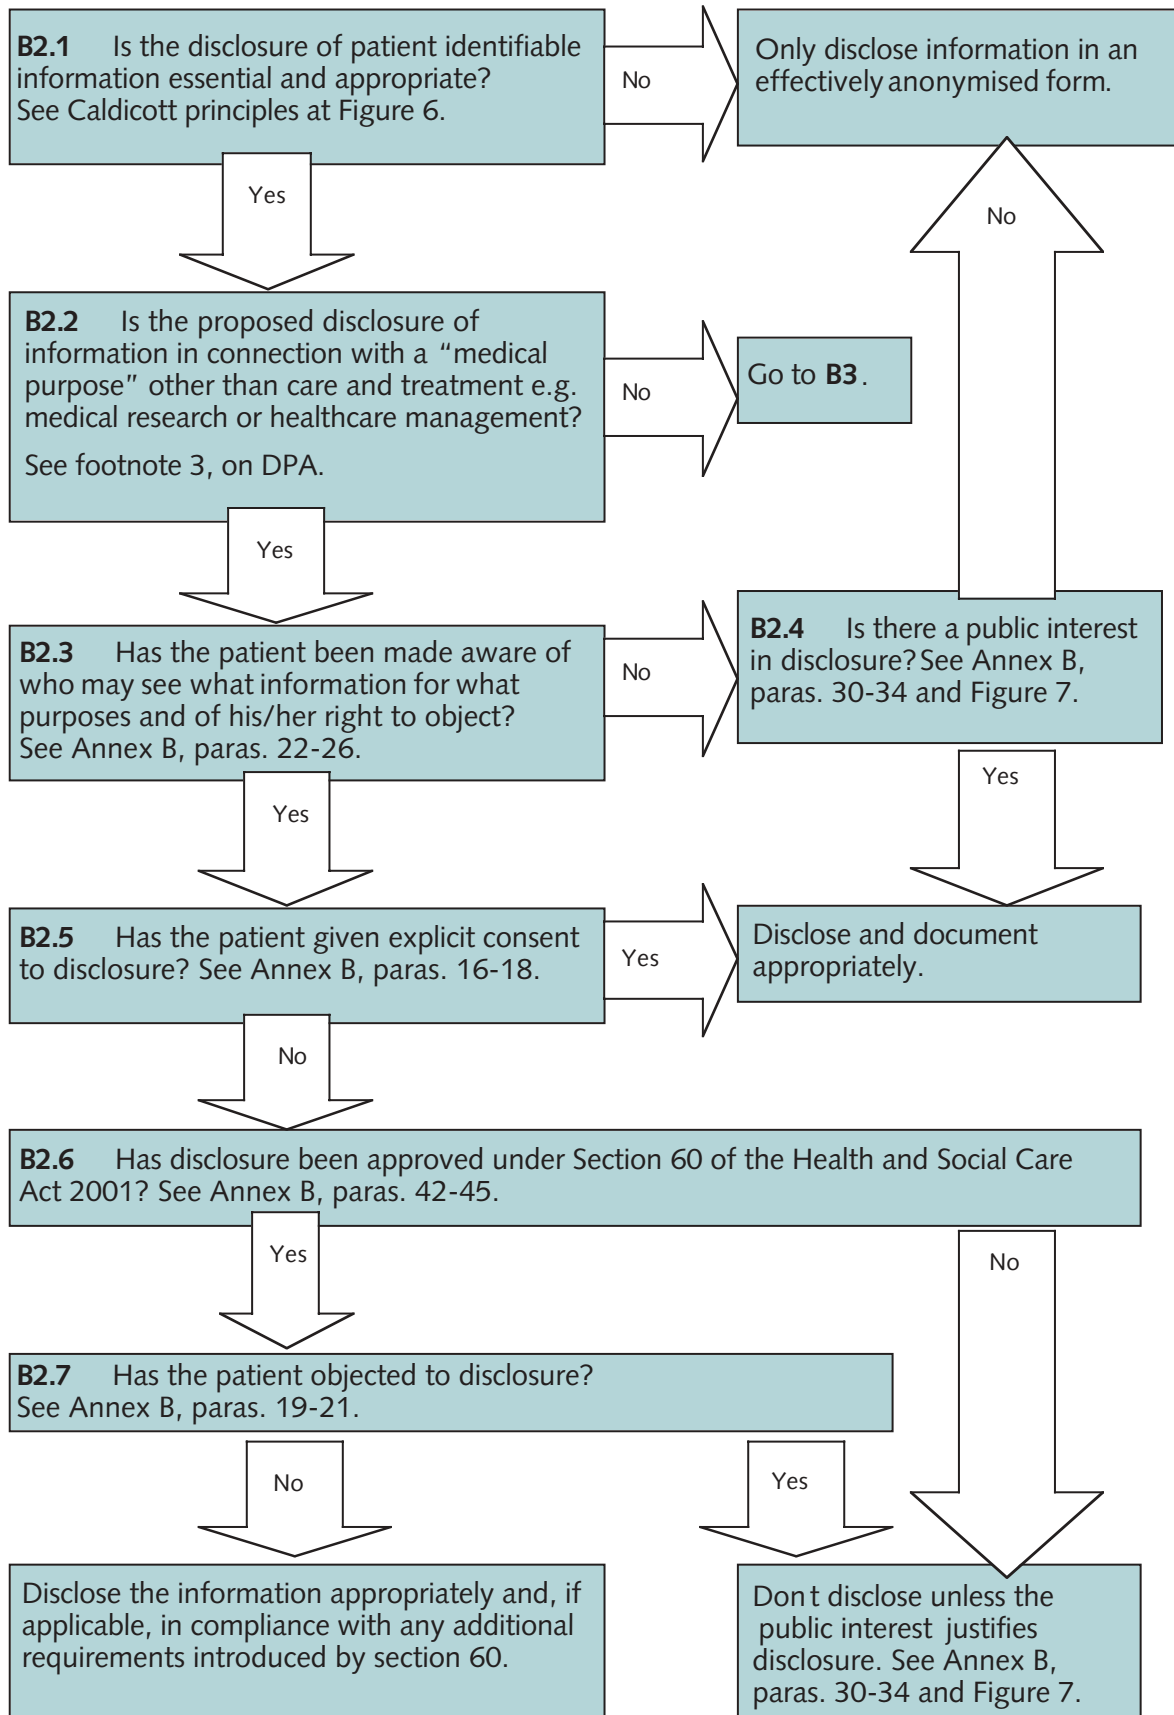 B2.1 Is the disclosure of patient identifiable
information essential and appropriate?
See Caldicott principles at Figure 6.
No
Only disclose information in an
effectively anonymised form.
Yes
No
B2.2 Is the proposed disclosure of
information in connection with a “medical
purpose” other than care and treatment e.g.
medical research or healthcare management?
See footnote 3, on DPA.
No
Go to B3.
Yes
B2.3 Has the patient been made aware of
who may see what information for what
purposes and of his/her right to object?
See Annex B, paras. 22-26.
No
B2.4 Is there a public interest
in disclosure? See Annex B,
paras. 30-34 and Figure 7.
Yes
Yes
B2.5 Has the patient given explicit consent
to disclosure? See Annex B, paras. 16-18.
Yes
Disclose and document
appropriately.
No
B2.6 Has disclosure been approved under Section 60 of the Health and Social Care
Act 2001? See Annex B, paras. 42-45.
Yes
No
B2.7 Has the patient objected to disclosure?
See Annex B, paras. 19-21.
No
Yes
Disclose the information appropriately and, if
applicable, in compliance with any additional
requirements introduced by section 60.
Don t disclose unless the
public interest justifies
disclosure. See Annex B,
paras. 30-34 and Figure 7.